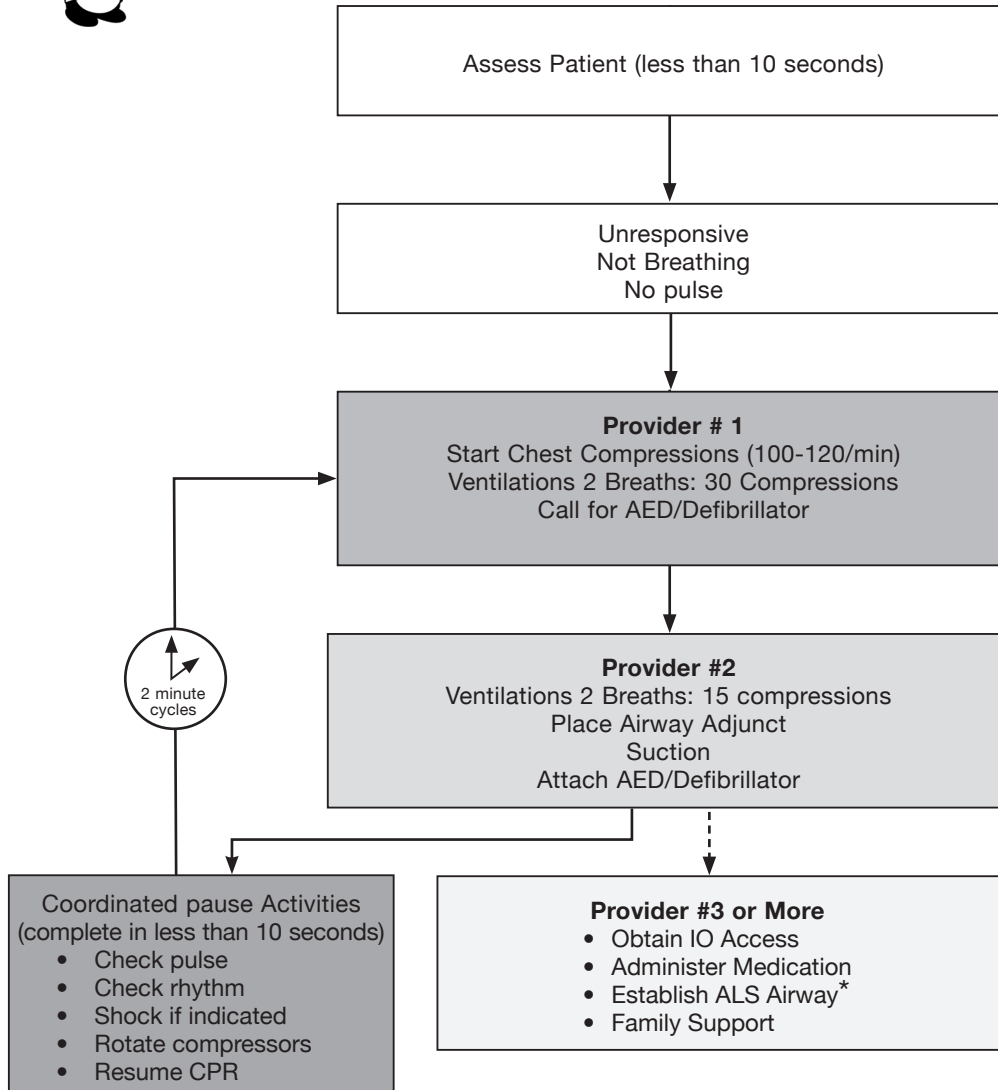 Assess Patient (less than 10 seconds)
Unresponsive
Not Breathing
No pulse
Provider # 1
Start Chest Compressions (100-120/min)
Ventilations 2 Breaths: 30 Compressions
Call for AED/Defibrillator
2 minute
cycles
Provider #2
Ventilations 2 Breaths: 15 compressions
Place Airway Adjunct
Suction
Attach AED/Defibrillator
Coordinated pause Activities
(complete in less than 10 seconds)
• Check pulse
• Check rhythm
• Shock if indicated
• Rotate compressors
• Resume CPR
Provider #3 or More
• Obtain IO Access
• Administer Medication
• Establish ALS Airway*
• Family Support